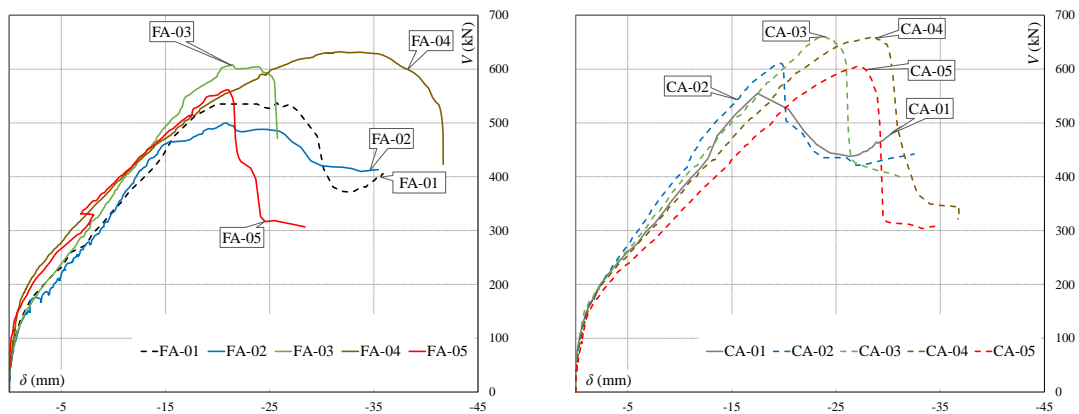 700
600
500
400
300
200
100
0
V (kN)
FA-03
FA-04
FA-02
FA-01
FA-05
FA-01 FA-02 FA-03 FA-04 FA-05
δ (mm)
-5 -15 -25 -35 -45
700
600
500
400
300
200
100
0
V (kN)
CA-03
CA-04
CA-02
CA-05
CA-01
CA-01 CA-02 CA-03 CA-04 CA-05
δ (mm)
-5 -15 -25 -35 -45